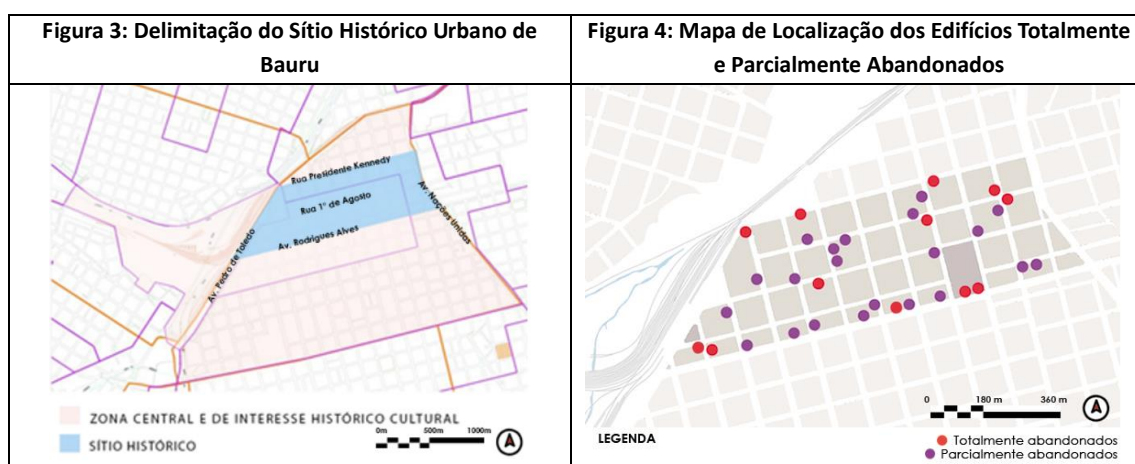 Figura 3: Delimitação do Sítio Histórico Urbano de
Bauru
Figura 4: Mapa de Localização dos Edifícios Totalmente
e Parcialmente Abandonados
Rua Presidente Kennedy
Rua 1º de Agosto
Av. Nações Unidas
Av. Rodrigues Alves
Av. Pedro de Toledo
ZONA CENTRAL E DE INTERESSE HISTÓRICO CULTURAL
SÍTIO HISTÓRICO
0m 500m 1000m
A
0 180 m 360 m
A
LEGENDA
Totalmente abandonados
Parcialmente abandonados